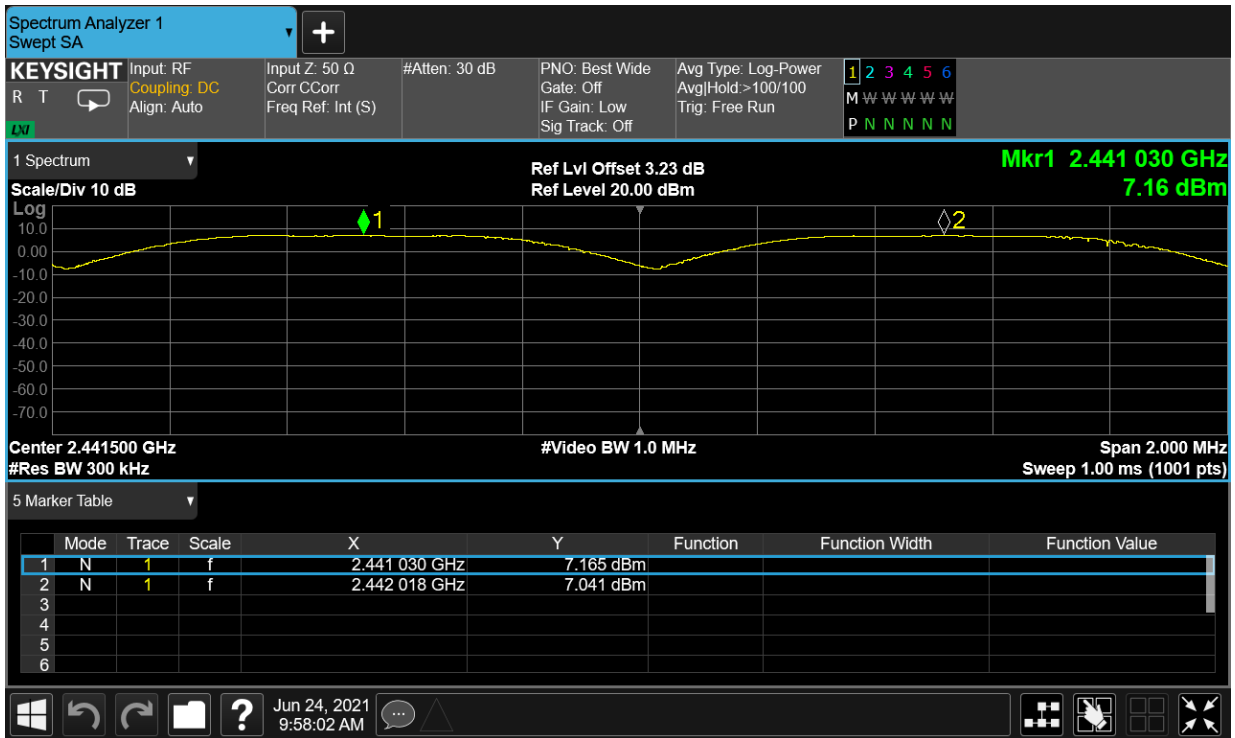 Spectrum Analyzer 1
Swept SA
+
KEYSIGHT
R T
LXI
Input: RF
Coupling: DC
Align: Auto
Input Z: 50 Ω
Corr CCorr
Freq Ref: Int (S)
#Atten: 30 dB
PNO: Best Wide
Gate: Off
IF Gain: Low
Sig Track: Off
Avg Type: Log-Power
Avg|Hold:>100/100
Trig: Free Run
1 2 3 4 5 6
M W W W W W
P N N N N N
1 Spectrum
Scale/Div 10 dB
Ref Lvl Offset 3.23 dB
Ref Level 20.00 dBm
Mkr1 2.441 030 GHz
7.16 dBm
Log
1
2
10.0
0.00
-10.0
-20.0
-30.0
-40.0
-50.0
-60.0
-70.0
Center 2.441500 GHz
#Video BW 1.0 MHz
Span 2.000 MHz
#Res BW 300 kHz
Sweep 1.00 ms (1001 pts)
5 Marker Table
Mode Trace Scale X Y Function Function Width Function Value
1 N 1 f 2.441 030 GHz 7.165 dBm
2 N 1 f 2.442 018 GHz 7.041 dBm
3
4
5
6
?
Jun 24, 2021
9:58:02 AM